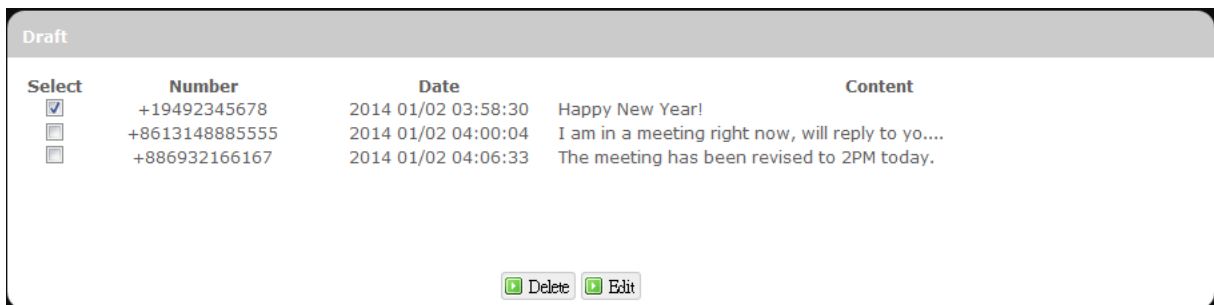 Draft
Select Number Date Content
+19492345678 2014 01/02 03:58:30 Happy New Year!
+8613148885555 2014 01/02 04:00:04 I am in a meeting right now, will reply to yo....
+886932166167 2014 01/02 04:06:33 The meeting has been revised to 2PM today.
Delete Edit